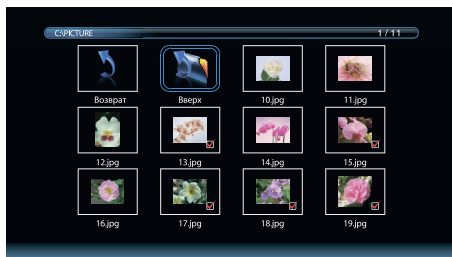 C:\PICTURE 1 / 11
Возврат Вверх 10.jpg 11.jpg
12.jpg 13.jpg 14.jpg 15.jpg
16.jpg 17.jpg 18.jpg 19.jpg